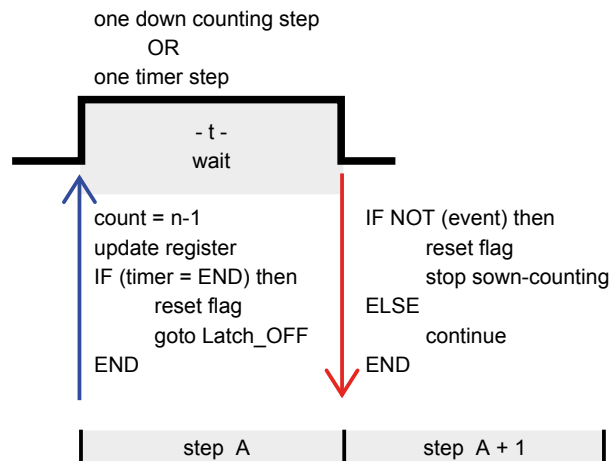 one down counting step
OR
one timer step
- t -
wait
count = n-1
update register
IF (timer = END) then
reset flag
goto Latch_OFF
END
IF NOT (event) then
reset flag
stop sown-counting
ELSE
continue
END
step A
step A + 1